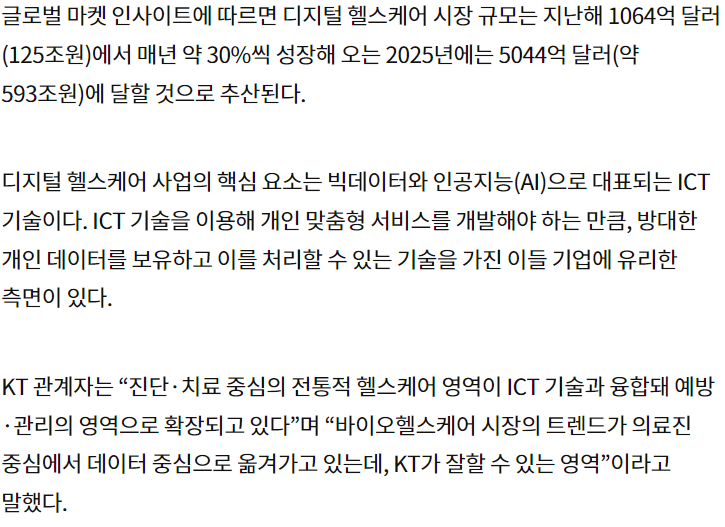 글로벌 마켓 인사이트에 따르면 디지털 헬스케어 시장 규모는 지난해 1064억 달러
(125조원)에서 매년 약 30%씩 성장해 오는 2025년에는 5044억 달러(약
593조원)에 달할 것으로 추산된다.
디지털 헬스케어 사업의 핵심 요소는 빅데이터와 인공지능(AI)으로 대표되는 ICT
기술이다. ICT 기술을 이용해 개인 맞춤형 서비스를 개발해야 하는 만큼, 방대한
개인 데이터를 보유하고 이를 처리할 수 있는 기술을 가진 이들 기업에 유리한
측면이 있다.
KT 관계자는 “진단·치료 중심의 전통적 헬스케어 영역이 ICT 기술과 융합돼 예방
·관리의 영역으로 확장되고 있다”며 “바이오헬스케어 시장의 트렌드가 의료진
중심에서 데이터 중심으로 옮겨가고 있는데, KT가 잘할 수 있는 영역”이라고
말했다.